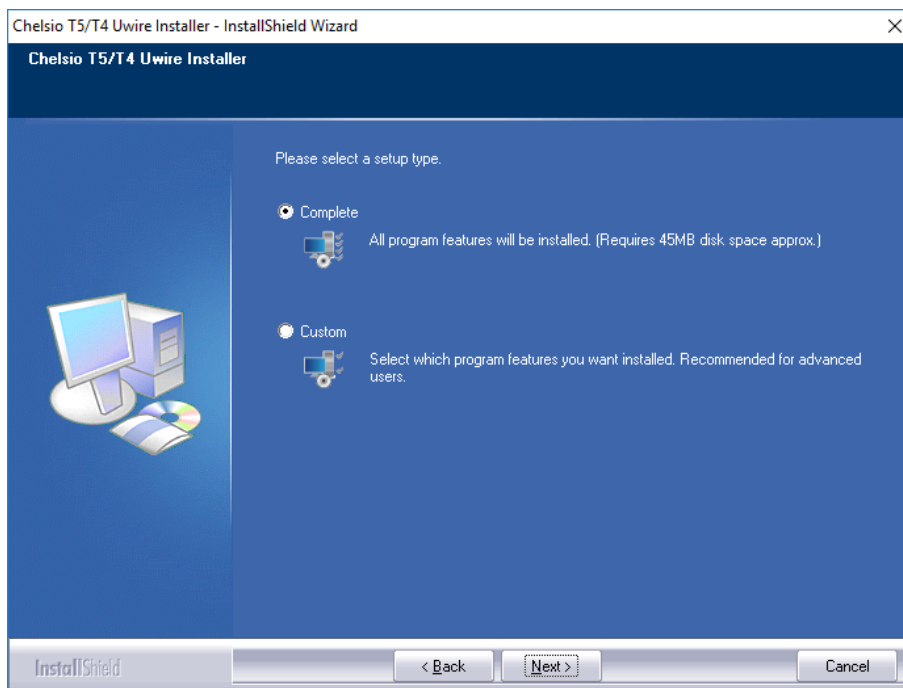 Chelsio T5/T4 Uwire Installer - InstallShield Wizard
Chelsio T5/T4 Uwire Installer
Please select a setup type.
Complete
All program features will be installed. (Requires 45MB disk space approx.)
Custom
Select which program features you want installed. Recommended for advanced
users.
InstallShield
< Back
Next >
Cancel